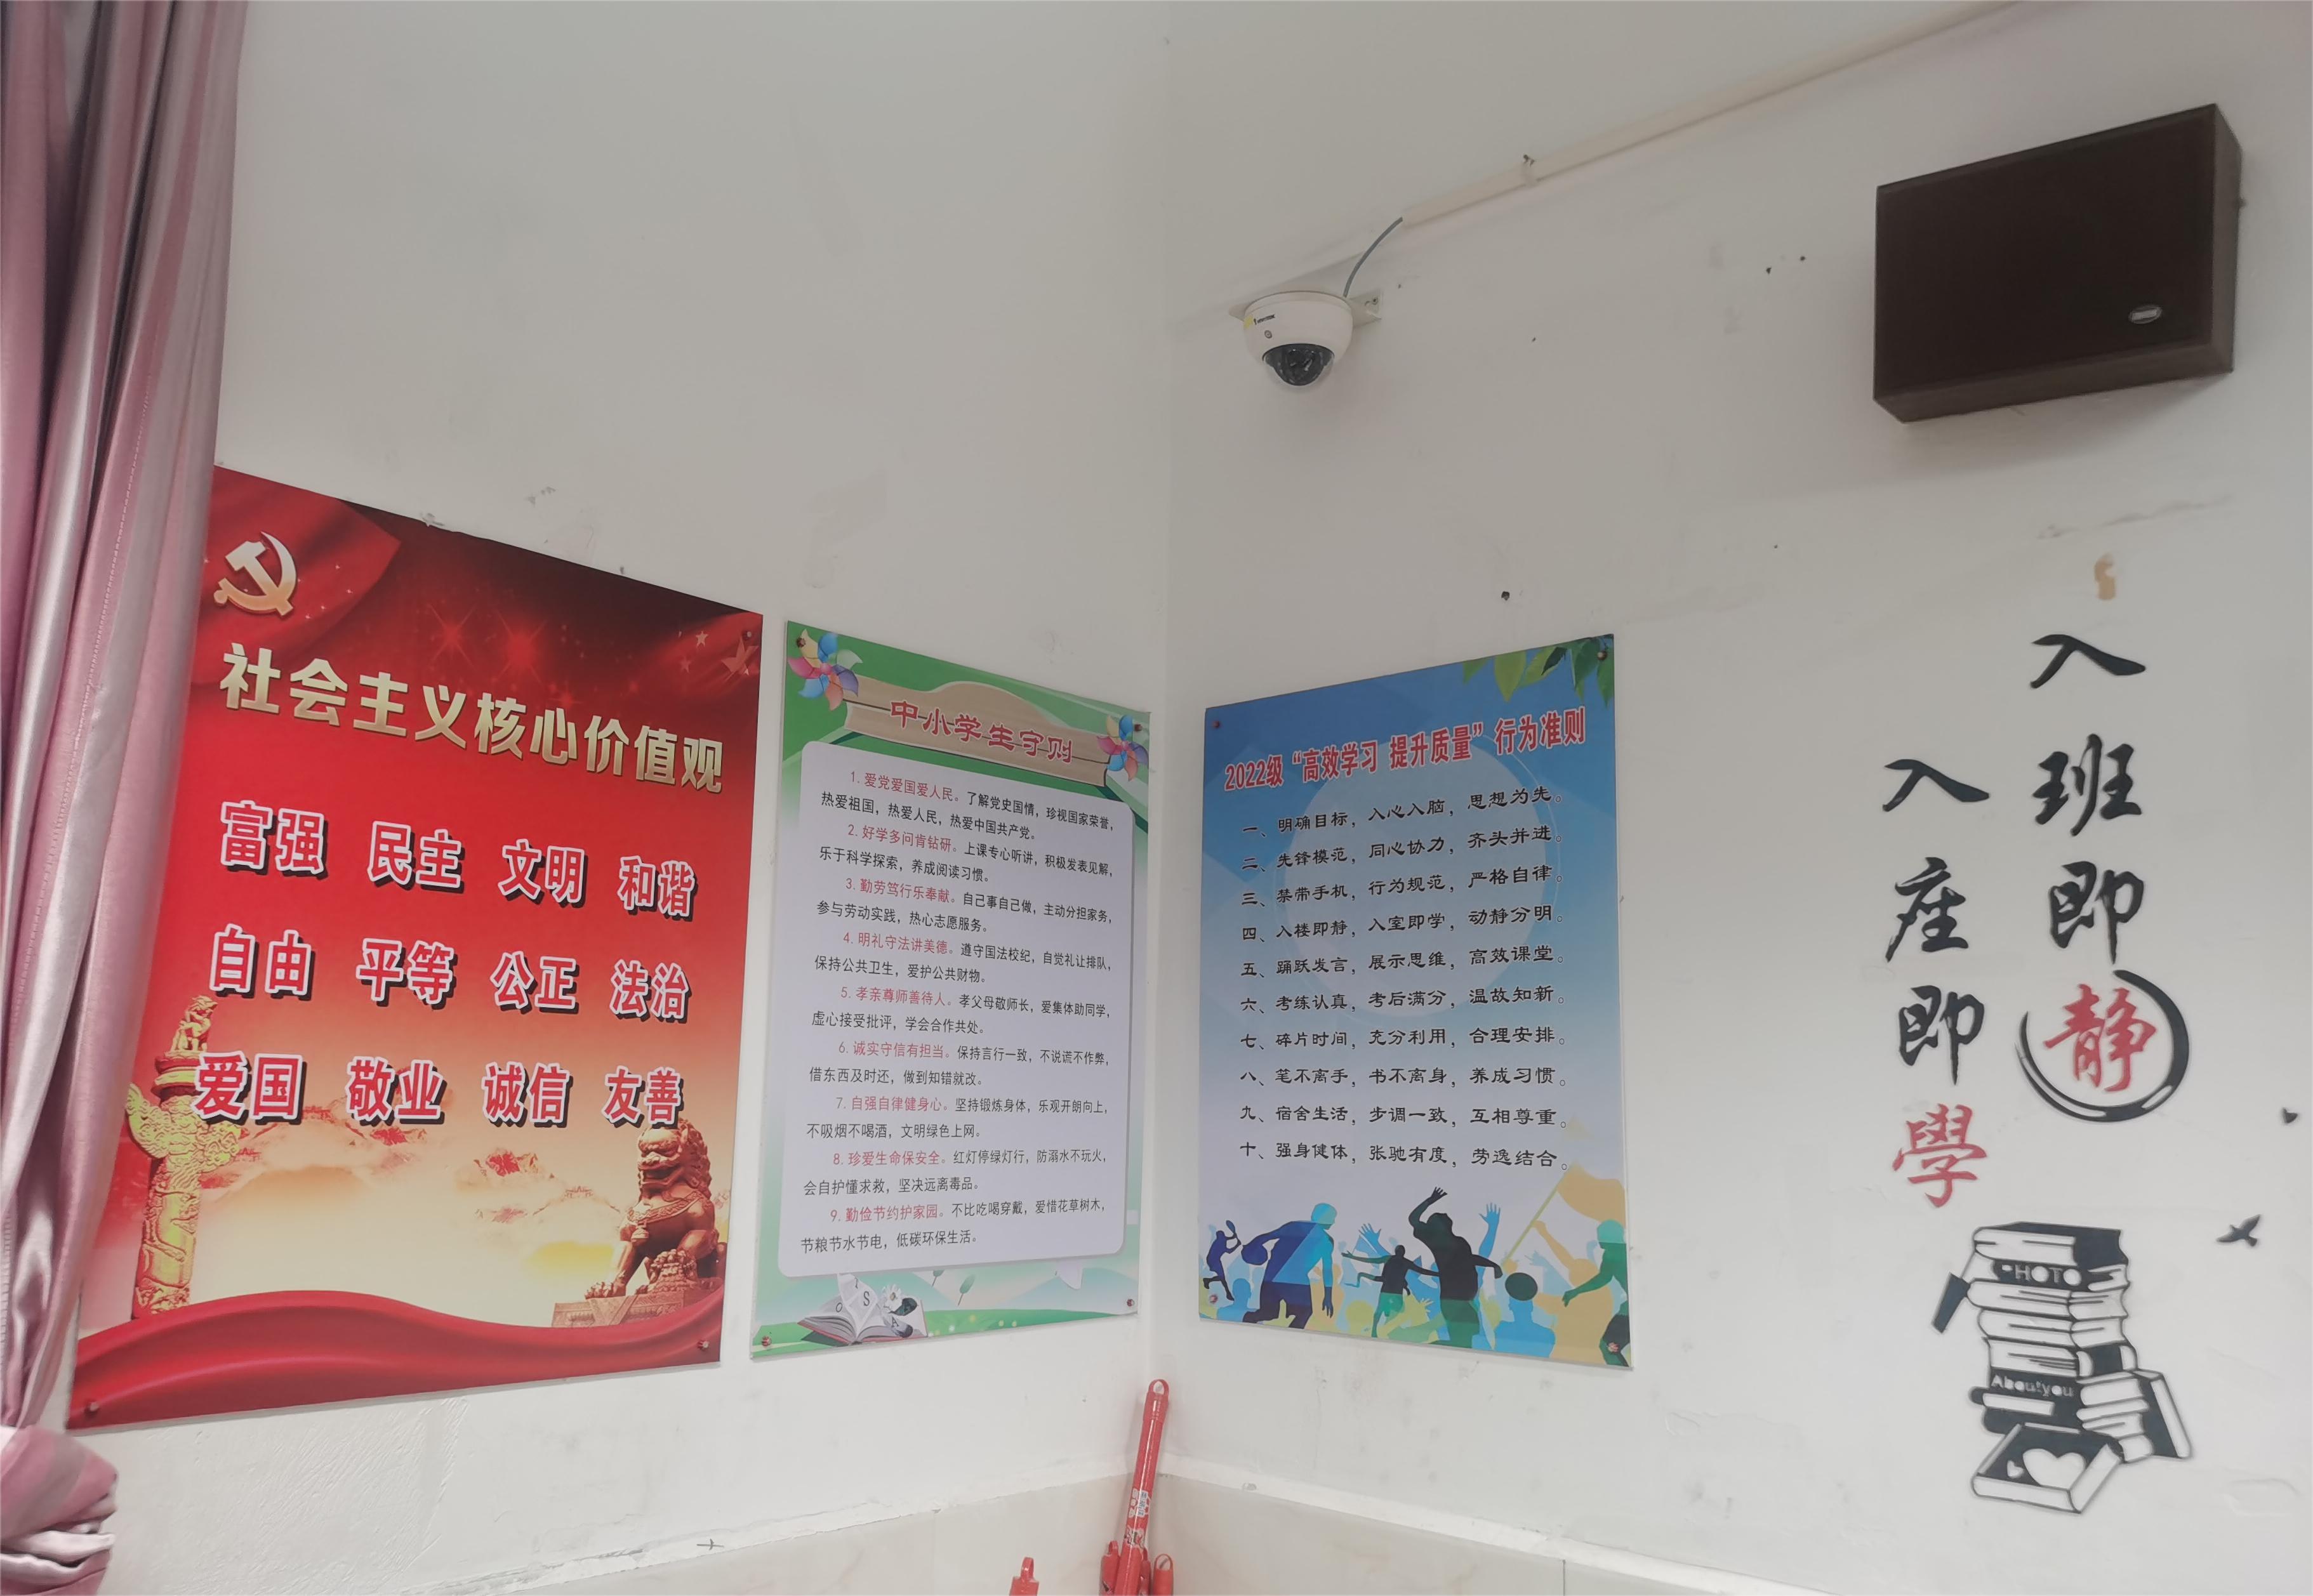 社会主义核心价值观
富强 民主 文明 和谐
自由 平等 公正 法治
爱国 敬业 诚信 友善
中小学生守则
1.爱党爱国爱人民。了解党史国情，珍视国家荣誉，
热爱祖国，热爱人民，热爱中国共产党。
2.好学多问肯钻研。上课专心听讲，积极发表见解，
乐于科学探索，养成阅读习惯。
3.勤劳笃行乐奉献。自己事自己做，主动分担家务，
参与劳动实践，热心志愿服务。
4.明礼守法讲美德。遵守国法校纪，自觉礼让排队，
保持公共卫生，爱护公共财物。
5.孝亲尊师善待人。孝父母敬师长，爱集体助同学，
虚心接受批评，学会合作共处。
6.诚实守信有担当。保持言行一致，不说谎不作弊，
借东西及时还，做到知错就改。
7.自强自律健身心。坚持锻炼身体，乐观开朗向上，
不吸烟不喝酒，文明绿色上网。
8.珍爱生命保安全。红灯停绿灯行，防溺水不玩火，
会自护懂求救，坚决远离毒品。
9.勤俭节约护家园。不比吃喝穿戴，爱惜花草树木，
节粮节水节电，低碳环保生活。
2022级“高效学习 提升质量”行为准则
一、明确目标，入心入脑，思想为先。
二、先锋模范，同心协力，齐头并进。
三、禁带手机，行为规范，严格自律。
四、入楼即静，入室即学，动静分明。
五、踊跃发言，展示思维，高效课堂。
六、考练认真，考后满分，温故知新。
七、碎片时间，充分利用，合理安排。
八、笔不离手，书不离身，养成习惯。
九、宿舍生活，步调一致，互相尊重。
十、强身健体，张驰有度，劳逸结合。
入班即静
入座即學
PHOTO
About you